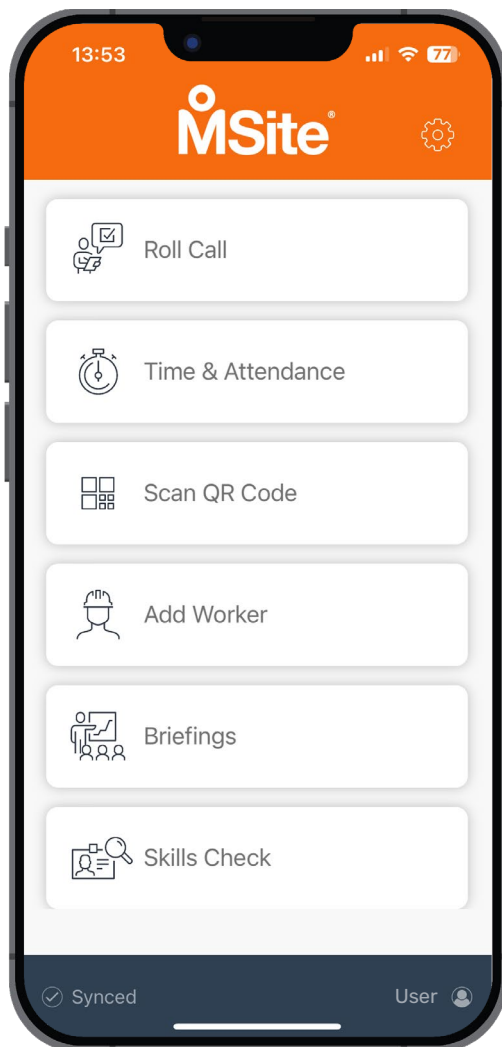 13:53
77
MSite®
Roll Call
Time & Attendance
Scan QR Code
Add Worker
Briefings
Skills Check
Synced
User